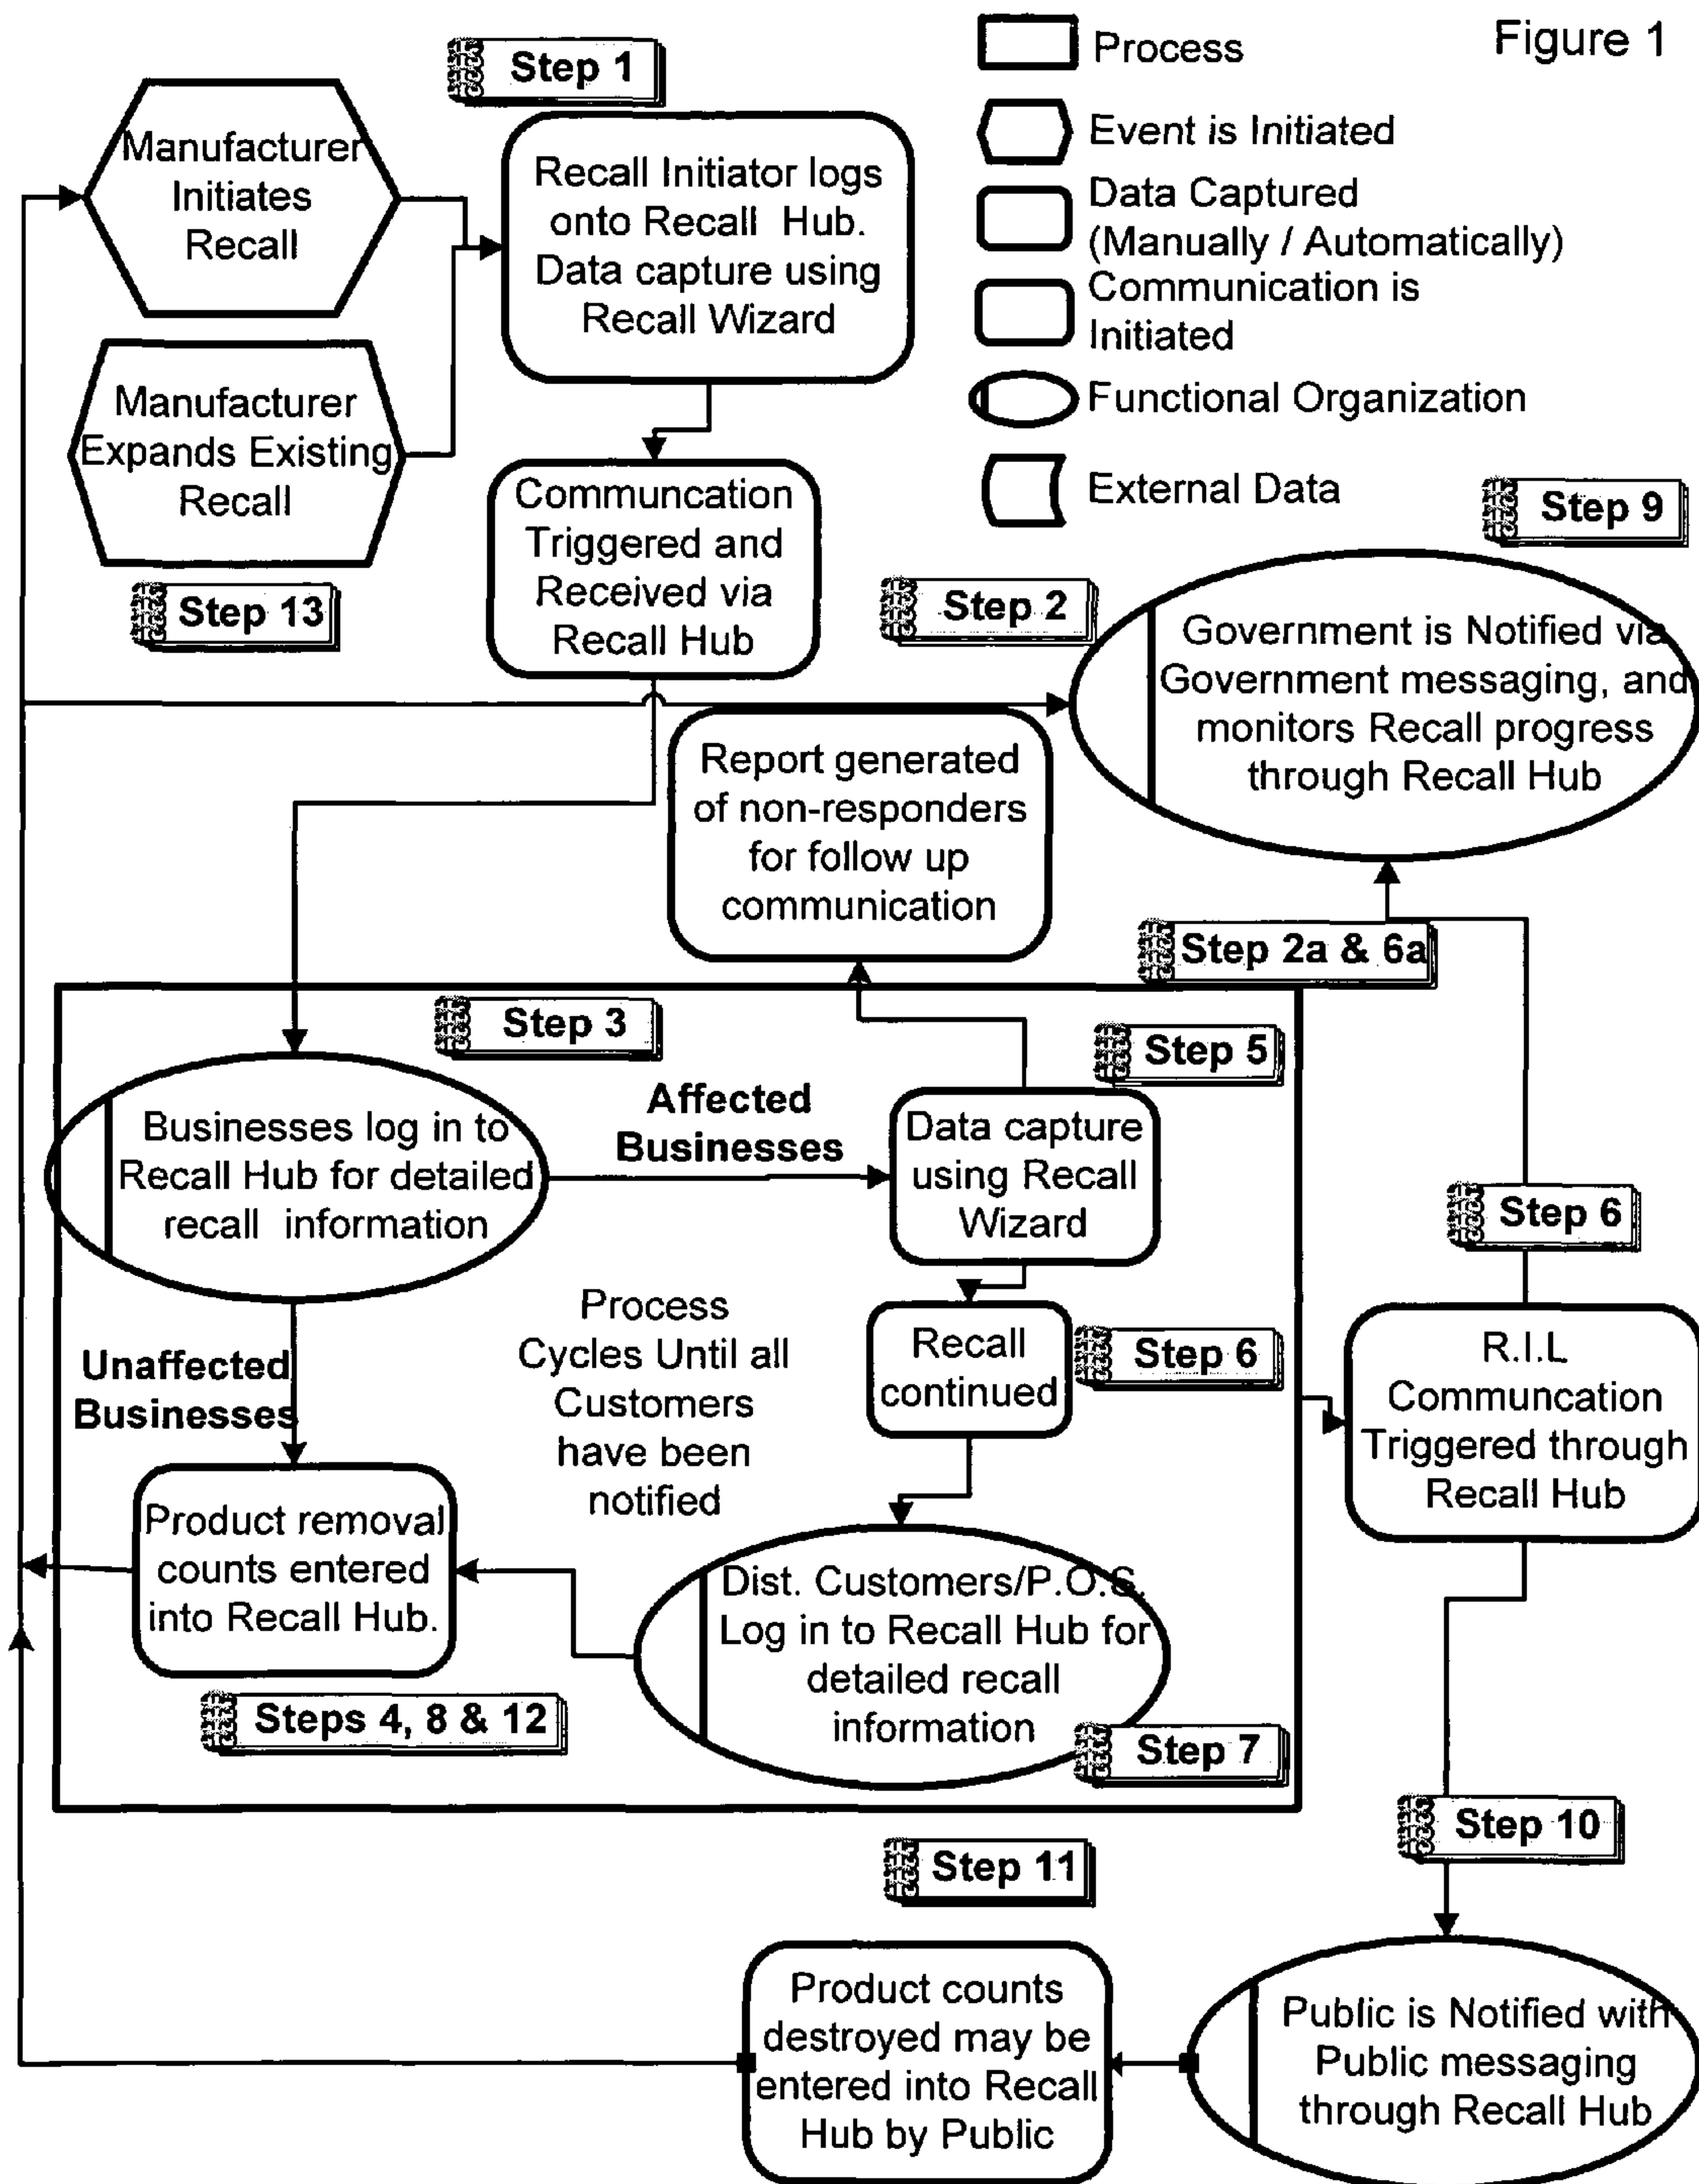 Figure 1
Process
Event is Initiated
Data Captured
(Manually / Automatically)
Communication is
Initiated
Functional Organization
External Data
Step 1
Manufacturer
Initiates
Recall
Recall Initiator logs
onto Recall Hub.
Data capture using
Recall Wizard
Manufacturer
Expands Existing
Recall
Step 13
Communcation
Triggered and
Received via
Recall Hub
Step 2
Step 9
Government is Notified via
Government messaging, and
monitors Recall progress
through Recall Hub
Report generated
of non-responders
for follow up
communication
Step 2a & 6a
Step 3
Step 5
Businesses log in to
Recall Hub for detailed
recall information
Affected
Businesses
Data capture
using Recall
Wizard
Step 6
Unaffected
Businesses
Process
Cycles Until all
Customers
have been
notified
Recall
continued
Step 6
R.I.L
Communcation
Triggered through
Recall Hub
Product removal
counts entered
into Recall Hub.
Steps 4, 8 & 12
Dist. Customers/P.O.S.
Log in to Recall Hub for
detailed recall
information
Step 7
Step 10
Step 11
Product counts
destroyed may be
entered into Recall
Hub by Public
Public is Notified with
Public messaging
through Recall Hub